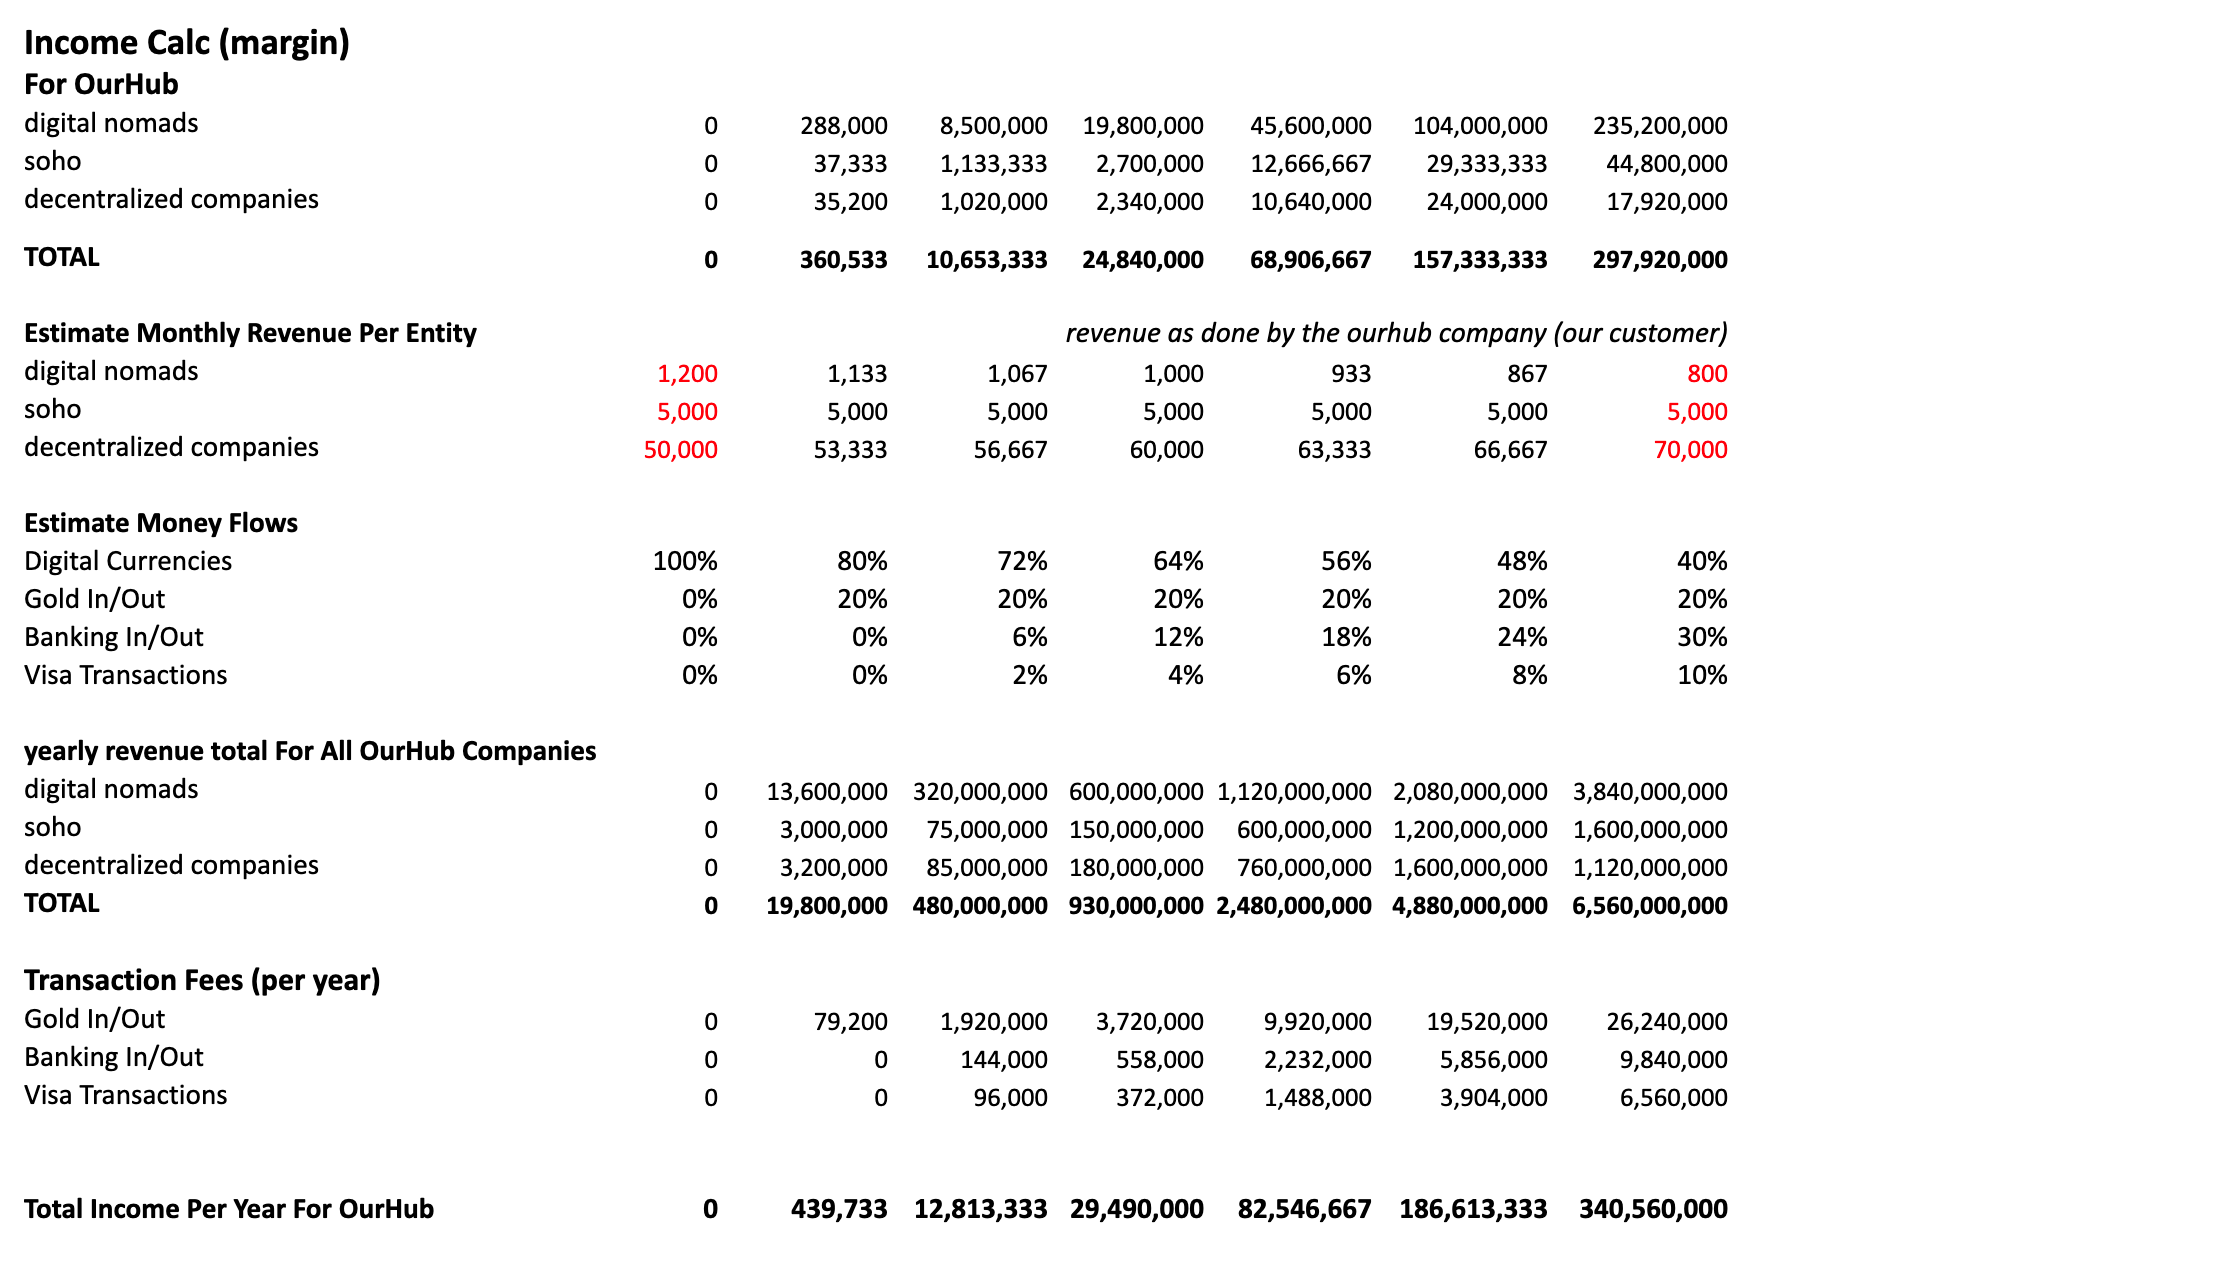 Income Calc (margin)
For OurHub
digital nomads 0 288,000 8,500,000 19,800,000 45,600,000 104,000,000 235,200,000
soho 0 37,333 1,133,333 2,700,000 12,666,667 29,333,333 44,800,000
decentralized companies 0 35,200 1,020,000 2,340,000 10,640,000 24,000,000 17,920,000
TOTAL 0 360,533 10,653,333 24,840,000 68,906,667 157,333,333 297,920,000
Estimate Monthly Revenue Per Entity revenue as done by the ourhub company (our customer)
digital nomads 1,200 1,133 1,067 1,000 933 867 800
soho 5,000 5,000 5,000 5,000 5,000 5,000 5,000
decentralized companies 50,000 53,333 56,667 60,000 63,333 66,667 70,000
Estimate Money Flows
Digital Currencies 100% 80% 72% 64% 56% 48% 40%
Gold In/Out 0% 20% 20% 20% 20% 20% 20%
Banking In/Out 0% 0% 6% 12% 18% 24% 30%
Visa Transactions 0% 0% 2% 4% 6% 8% 10%
yearly revenue total For All OurHub Companies
digital nomads 0 13,600,000 320,000,000 600,000,000 1,120,000,000 2,080,000,000 3,840,000,000
soho 0 3,000,000 75,000,000 150,000,000 600,000,000 1,200,000,000 1,600,000,000
decentralized companies 0 3,200,000 85,000,000 180,000,000 760,000,000 1,600,000,000 1,120,000,000
TOTAL 0 19,800,000 480,000,000 930,000,000 2,480,000,000 4,880,000,000 6,560,000,000
Transaction Fees (per year)
Gold In/Out 0 79,200 1,920,000 3,720,000 9,920,000 19,520,000 26,240,000
Banking In/Out 0 0 144,000 558,000 2,232,000 5,856,000 9,840,000
Visa Transactions 0 0 96,000 372,000 1,488,000 3,904,000 6,560,000
Total Income Per Year For OurHub 0 439,733 12,813,333 29,490,000 82,546,667 186,613,333 340,560,000